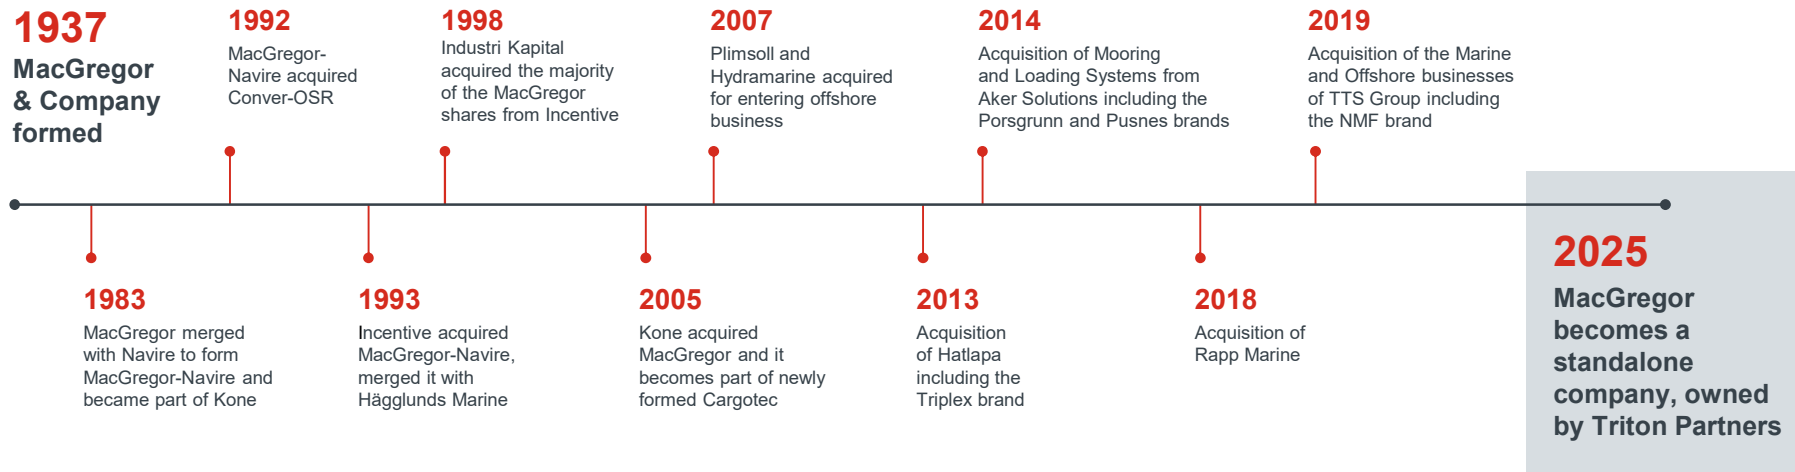 1937
MacGregor
& Company
formed
1983
MacGregor merged
with Navire to form
MacGregor-Navire and
became part of Kone
1992
MacGregor-
Navire acquired
Conver-OSR
1993
Incentive acquired
MacGregor-Navire,
merged it with
Hägglunds Marine
1998
Industri Kapital
acquired the majority
of the MacGregor
shares from Incentive
2005
Kone acquired
MacGregor and it
becomes part of newly
formed Cargotec
2007
Plimsoll and
Hydramarine acquired
for entering offshore
business
2013
Acquisition
of Hatlapa
including the
Triplex brand
2014
Acquisition of Mooring
and Loading Systems from
Aker Solutions including the
Porsgrunn and Pusnes brands
2018
Acquisition of
Rapp Marine
2019
Acquisition of the Marine
and Offshore businesses
of TTS Group including
the NMF brand
2025
MacGregor
becomes a
standalone
company, owned
by Triton Partners